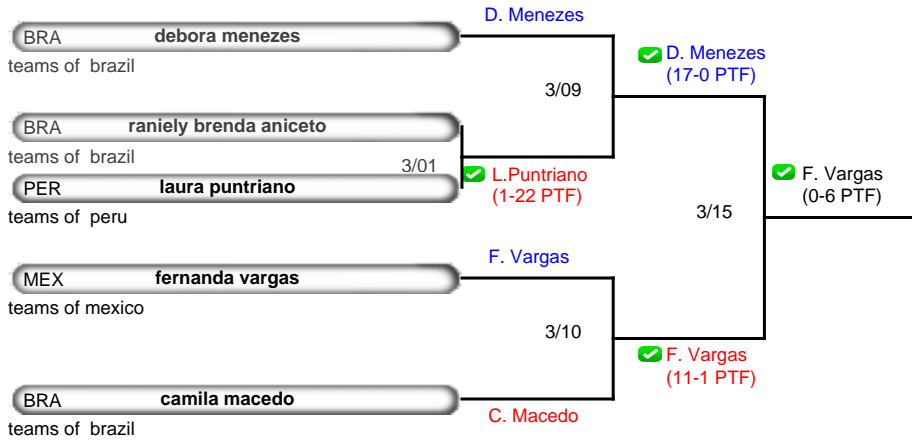 D. Menezes
BRA debora menezes
teams of brazil
D. Menezes
(17-0 PTF)
3/09
BRA raniely brenda aniceto
teams of brazil
3/01
L.Puntriano
(1-22 PTF)
PER laura puntriano
teams of peru
F. Vargas
(0-6 PTF)
3/15
F. Vargas
MEX fernanda vargas
teams of mexico
3/10
F. Vargas
(11-1 PTF)
BRA camila macedo
C. Macedo
teams of brazil